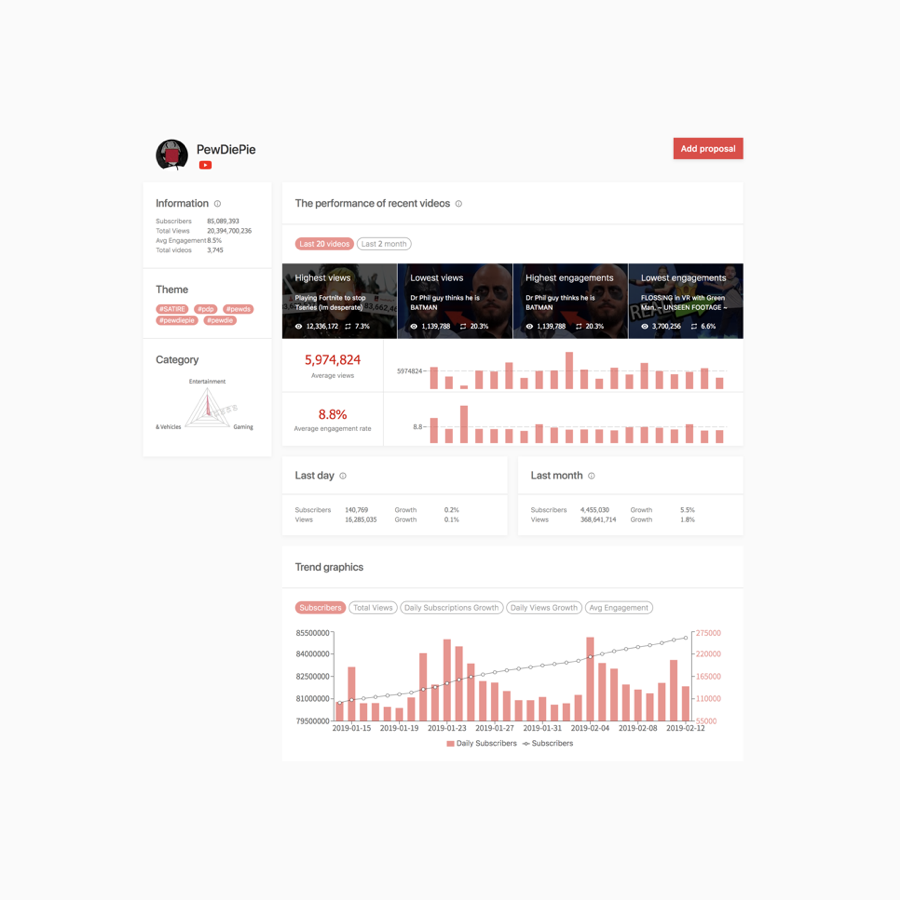 PewDiePie
Add proposal
Information
Subscribers 85,089,393
Total Views 20,394,700,236
Avg Engagement 8.5%
Total videos 3,745
Theme
#SATIRE #pdp #pewds
#pewdiepie #pewdie
Category
Entertainment
& Vehicles Gaming
The performance of recent videos
Last 20 videos Last 2 month
Highest views
Playing Fortnite to stop
Tseries (Im desperate)
12,336,172 7.3%
Lowest views
Dr Phil guy thinks he is
BATMAN
1,139,788 20.3%
Highest engagements
Dr Phil guy thinks he is
BATMAN
1,139,788 20.3%
Lowest engagements
FLOSSING in VR with Green
Man. ~ UNSEEN FOOTAGE ~
3,700,256 6.6%
5,974,824
Average views
5974824
8.8%
Average engagement rate
8.8
Last day
Subscribers 140,769 Growth 0.2%
Views 16,285,035 Growth 0.1%
Last month
Subscribers 4,455,030 Growth 5.5%
Views 368,641,714 Growth 1.8%
Trend graphics
Subscribers Total Views Daily Subscriptions Growth Daily Views Growth Avg Engagement
85500000 275000
84000000 220000
82500000 165000
81000000 110000
79500000 55000
2019-01-15 2019-01-19 2019-01-23 2019-01-27 2019-01-31 2019-02-04 2019-02-08 2019-02-12
Daily Subscribers Subscribers